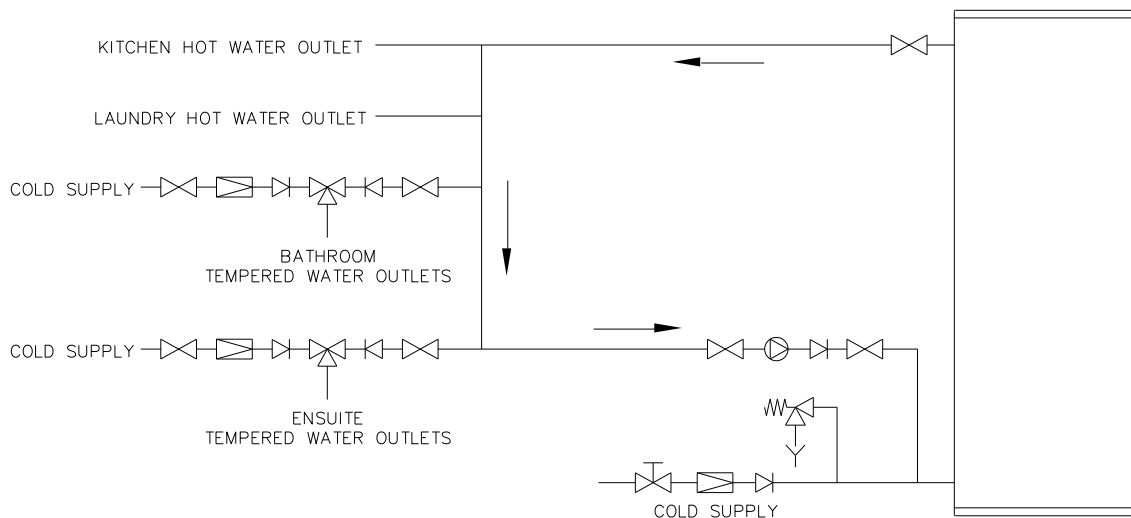 KITCHEN HOT WATER OUTLET
LAUNDRY HOT WATER OUTLET
COLD SUPPLY
BATHROOM
TEMPERED WATER OUTLETS
COLD SUPPLY
ENSUITE
TEMPERED WATER OUTLETS
COLD SUPPLY